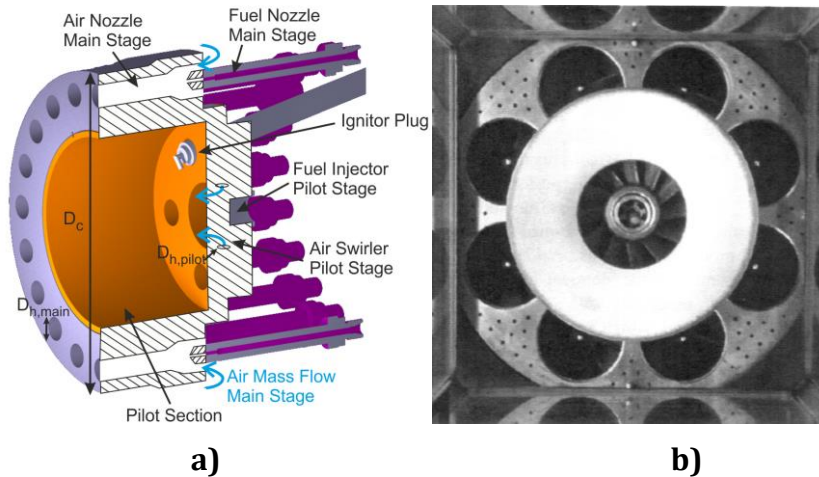 Air Nozzle
Main Stage
Fuel Nozzle
Main Stage
Ignitor Plug
Fuel Injector
Pilot Stage
D_c
D_h,pilot
Air Swirler
Pilot Stage
D_h,main
Air Mass Flow
Main Stage
Pilot Section
a)
b)